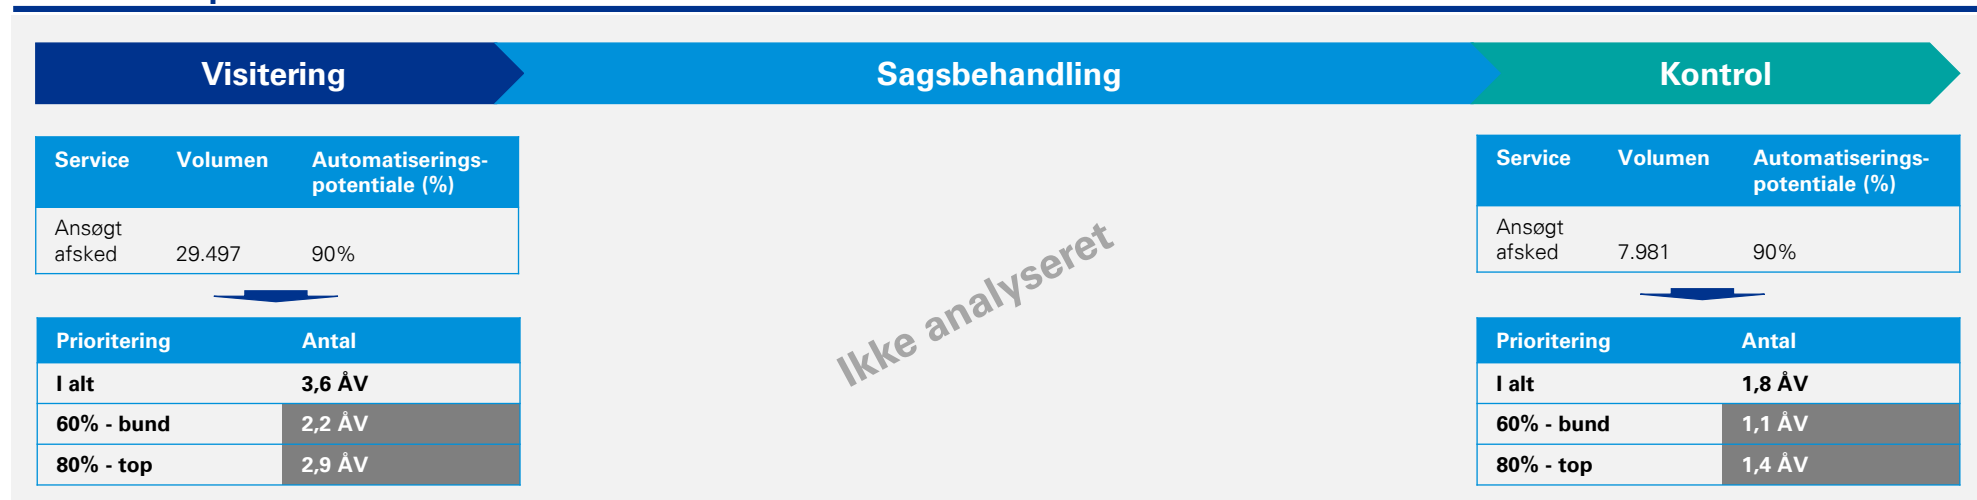 Visitering
Sagsbehandling
Kontrol
Service Volumen Automatiserings-
potentiale (%)
Ansøgt
afsked 29.497 90%
Prioritering Antal
I alt 3,6 ÅV
60% - bund 2,2 ÅV
80% - top 2,9 ÅV
Ikke analyseret
Service Volumen Automatiserings-
potentiale (%)
Ansøgt
afsked 7.981 90%
Prioritering Antal
I alt 1,8 ÅV
60% - bund 1,1 ÅV
80% - top 1,4 ÅV